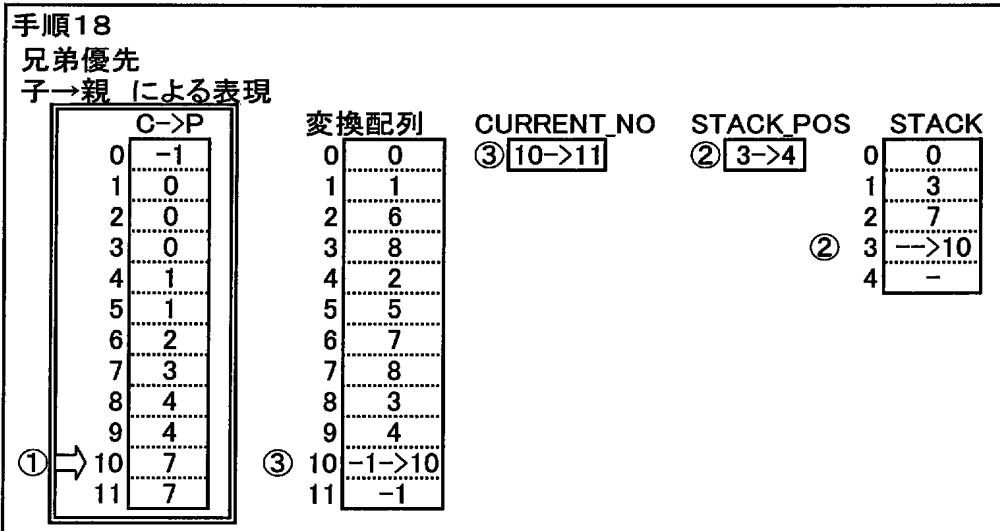 手順18
兄弟優先
子→親 による表現
C->P 変換配列 CURRENT_NO STACK_POS STACK
0 -1 0 0 ③ 10->11 ② 3->4 0 0
1 0 1 1 1 3
2 0 2 6 2 7
3 0 3 8 ② 3 -->10
4 1 4 2 4 -
5 1 5 5
6 2 6 7
7 3 7 8
8 4 8 3
9 4 9 4
① ⇨ 10 7 ③ 10 -1->10
11 7 11 -1